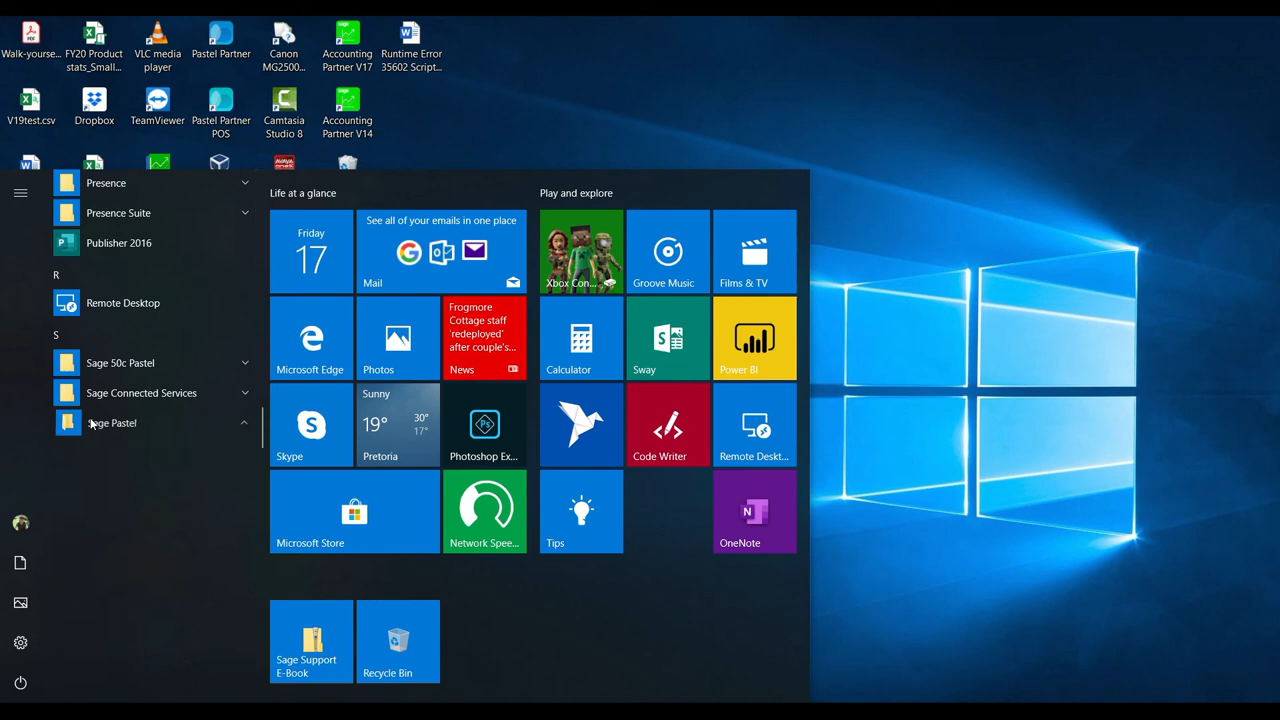 Walk-yourse...
FY20 Product
stats_Small...
VLC media
player
Pastel Partner
Canon
MG2500...
Accounting
Partner V17
Runtime Error
35602 Script...
V19test.csv
Dropbox
TeamViewer
Pastel Partner
POS
Camtasia
Studio 8
Accounting
Partner V14
Presence
Presence Suite
Publisher 2016
R
Remote Desktop
S
Sage 50c Pastel
Sage Connected Services
Sage Pastel
Life at a glance
Friday
17
See all of your emails in one place
Mail
Microsoft Edge
Photos
Frogmore
Cottage staff
'redeployed'
after couple's...
News
Skype
Sunny
19°
30°
17°
Pretoria
Ps
Photoshop Ex...
Microsoft Store
Network Spee...
Sage Support
E-Book
Recycle Bin
Play and explore
Xbox Con...
Groove Music
Films & TV
Calculator
Sway
Power BI
Code Writer
Remote Deskt...
Tips
OneNote